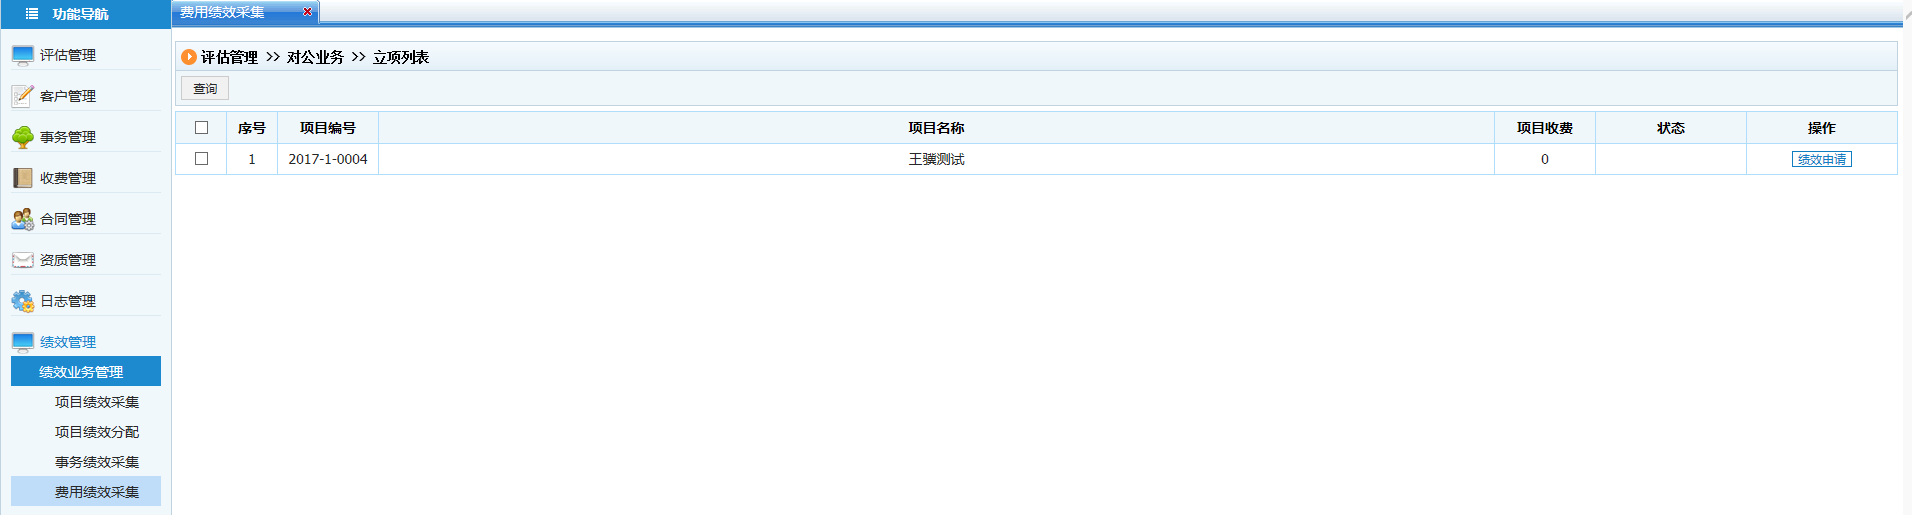 功能导航
评估管理
客户管理
事务管理
收费管理
合同管理
资质管理
日志管理
绩效管理
绩效业务管理
项目绩效采集
项目绩效分配
事务绩效采集
费用绩效采集
费用绩效采集
评估管理 >> 对公业务 >> 立项列表
查询
序号 项目编号 项目名称 项目收费 状态 操作
1 2017-1-0004 王骥测试 0 绩效申请